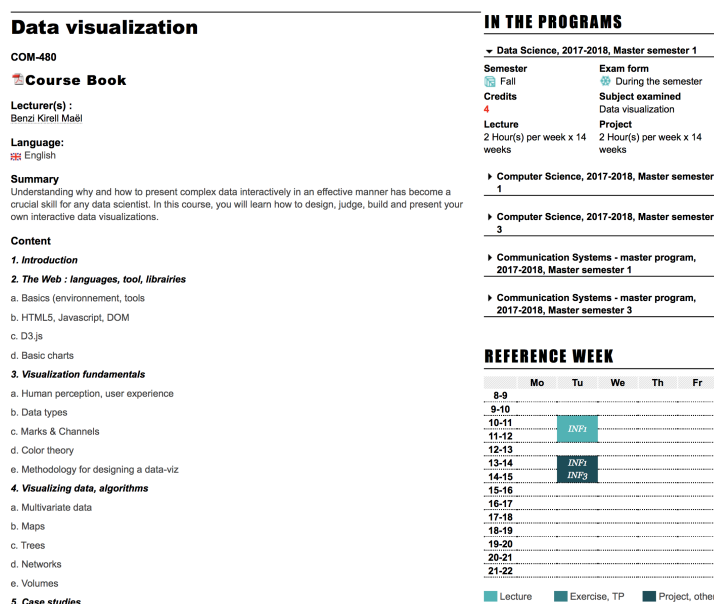 Data visualization
COM-480
Course Book
Lecturer(s) :
Benzi Kirell Maël
Language:
English
Summary
Understanding why and how to present complex data interactively in an effective manner has become a
crucial skill for any data scientist. In this course, you will learn how to design, judge, build and present your
own interactive data visualizations.
Content
1. Introduction
2. The Web : languages, tool, librairies
a. Basics (environnement, tools
b. HTML5, Javascript, DOM
c. D3.js
d. Basic charts
3. Visualization fundamentals
a. Human perception, user experience
b. Data types
c. Marks & Channels
d. Color theory
e. Methodology for designing a data-viz
4. Visualizing data, algorithms
a. Multivariate data
b. Maps
c. Trees
d. Networks
e. Volumes
5. Case studies
IN THE PROGRAMS
Data Science, 2017-2018, Master semester 1
Semester Exam form
Fall During the semester
Credits Subject examined
4 Data visualization
Lecture Project
2 Hour(s) per week x 14 2 Hour(s) per week x 14
weeks weeks
Computer Science, 2017-2018, Master semester
1
Computer Science, 2017-2018, Master semester
3
Communication Systems - master program,
2017-2018, Master semester 1
Communication Systems - master program,
2017-2018, Master semester 3
REFERENCE WEEK
Mo Tu We Th Fr
8-9
9-10
10-11
INF1
11-12
12-13
13-14 INF1
14-15 INF3
15-16
16-17
17-18
18-19
19-20
20-21
21-22
Lecture Exercise, TP Project, other